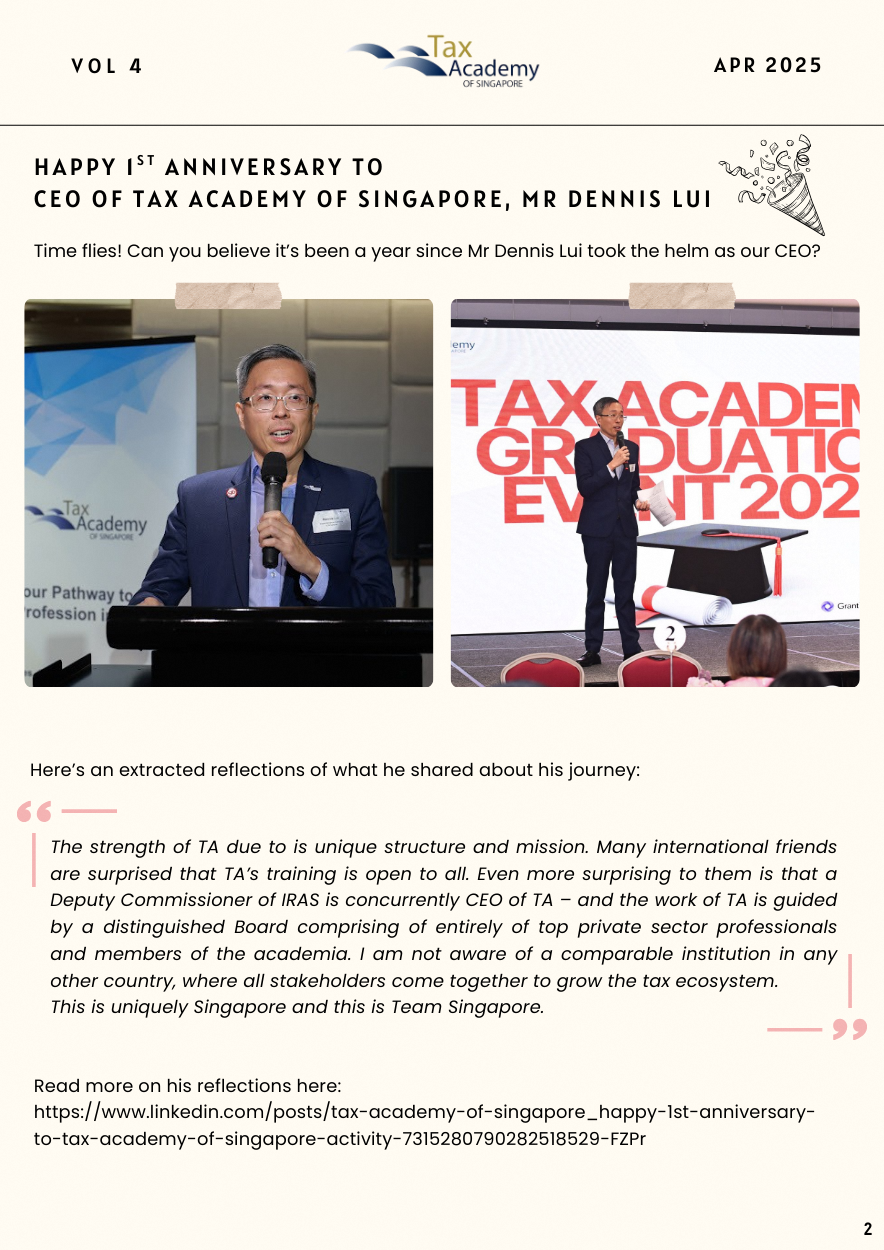 VOL 4
Tax
Academy
OF SINGAPORE
APR 2025
HAPPY 1ST ANNIVERSARY TO
CEO OF TAX ACADEMY OF SINGAPORE, MR DENNIS LUI
Time flies! Can you believe it’s been a year since Mr Dennis Lui took the helm as our CEO?
Tax
Academy
OF SINGAPORE
our Pathway to
rofession i
emy
TAX ACADEM
GRADUATIO
EVENT 202
Grant
2
Here’s an extracted reflections of what he shared about his journey:
“
The strength of TA due to is unique structure and mission. Many international friends
are surprised that TA’s training is open to all. Even more surprising to them is that a
Deputy Commissioner of IRAS is concurrently CEO of TA – and the work of TA is guided
by a distinguished Board comprising of entirely of top private sector professionals
and members of the academia. I am not aware of a comparable institution in any
other country, where all stakeholders come together to grow the tax ecosystem.
This is uniquely Singapore and this is Team Singapore.
”
Read more on his reflections here:
https://www.linkedin.com/posts/tax-academy-of-singapore_happy-1st-anniversary-
to-tax-academy-of-singapore-activity-7315280790282518529-FZPr
2